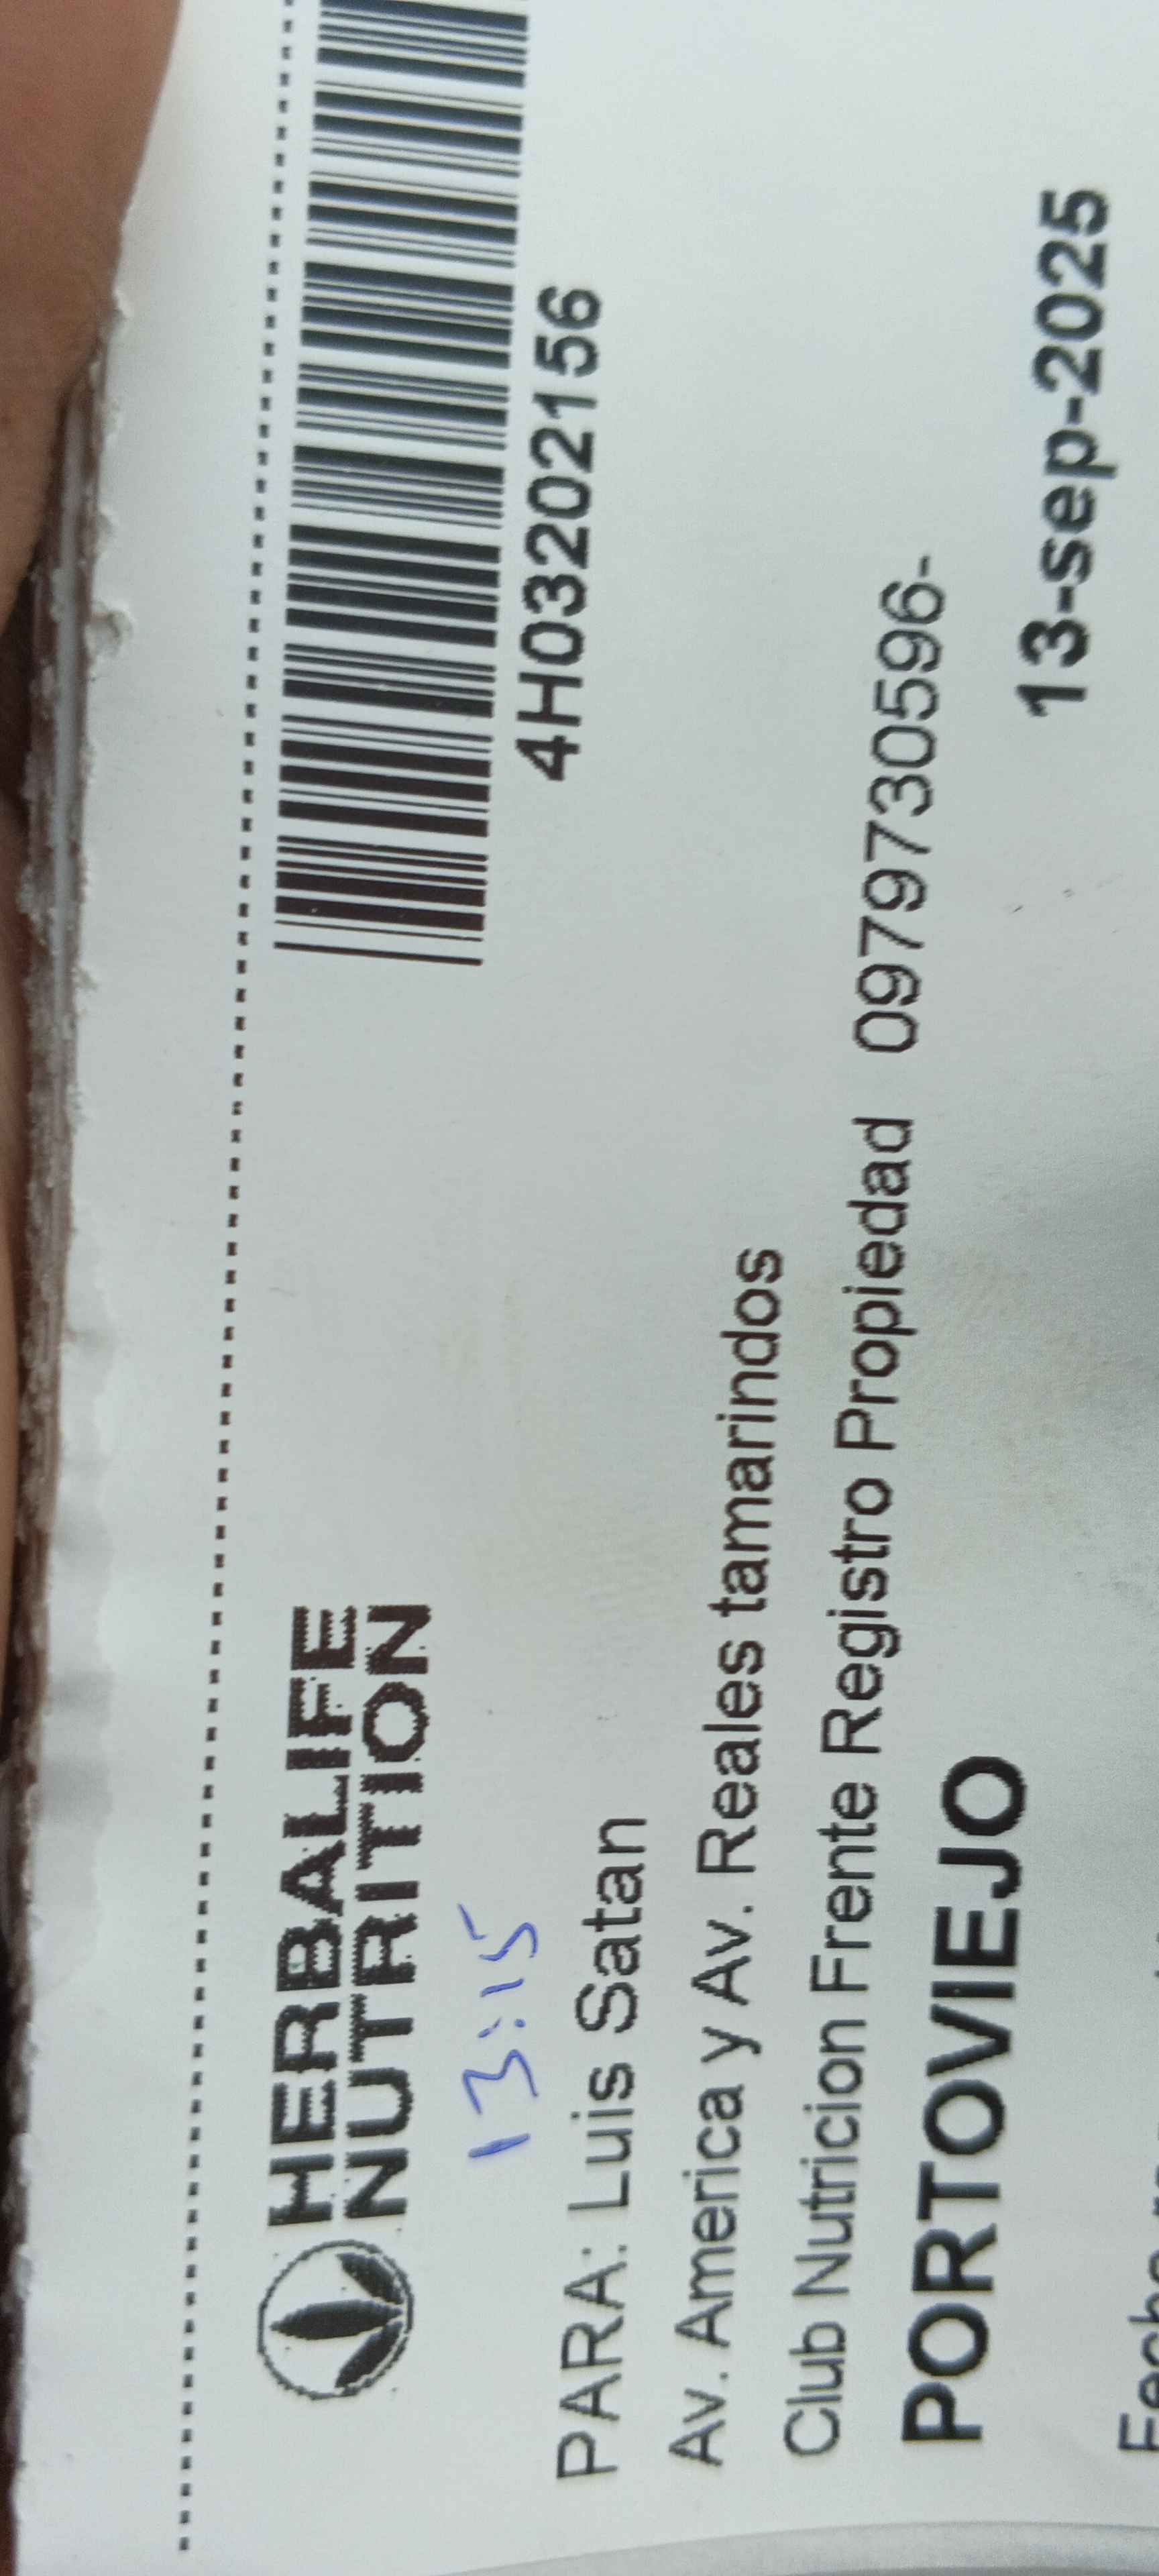 HERBALIFE
NUTRITION
4H03202156
13:15
PARA: Luis Satan
Av. America y Av. Reales tamarindos
Club Nutricion Frente Registro Propiedad 0979730596-
PORTOVIEJO
13-sep-2025